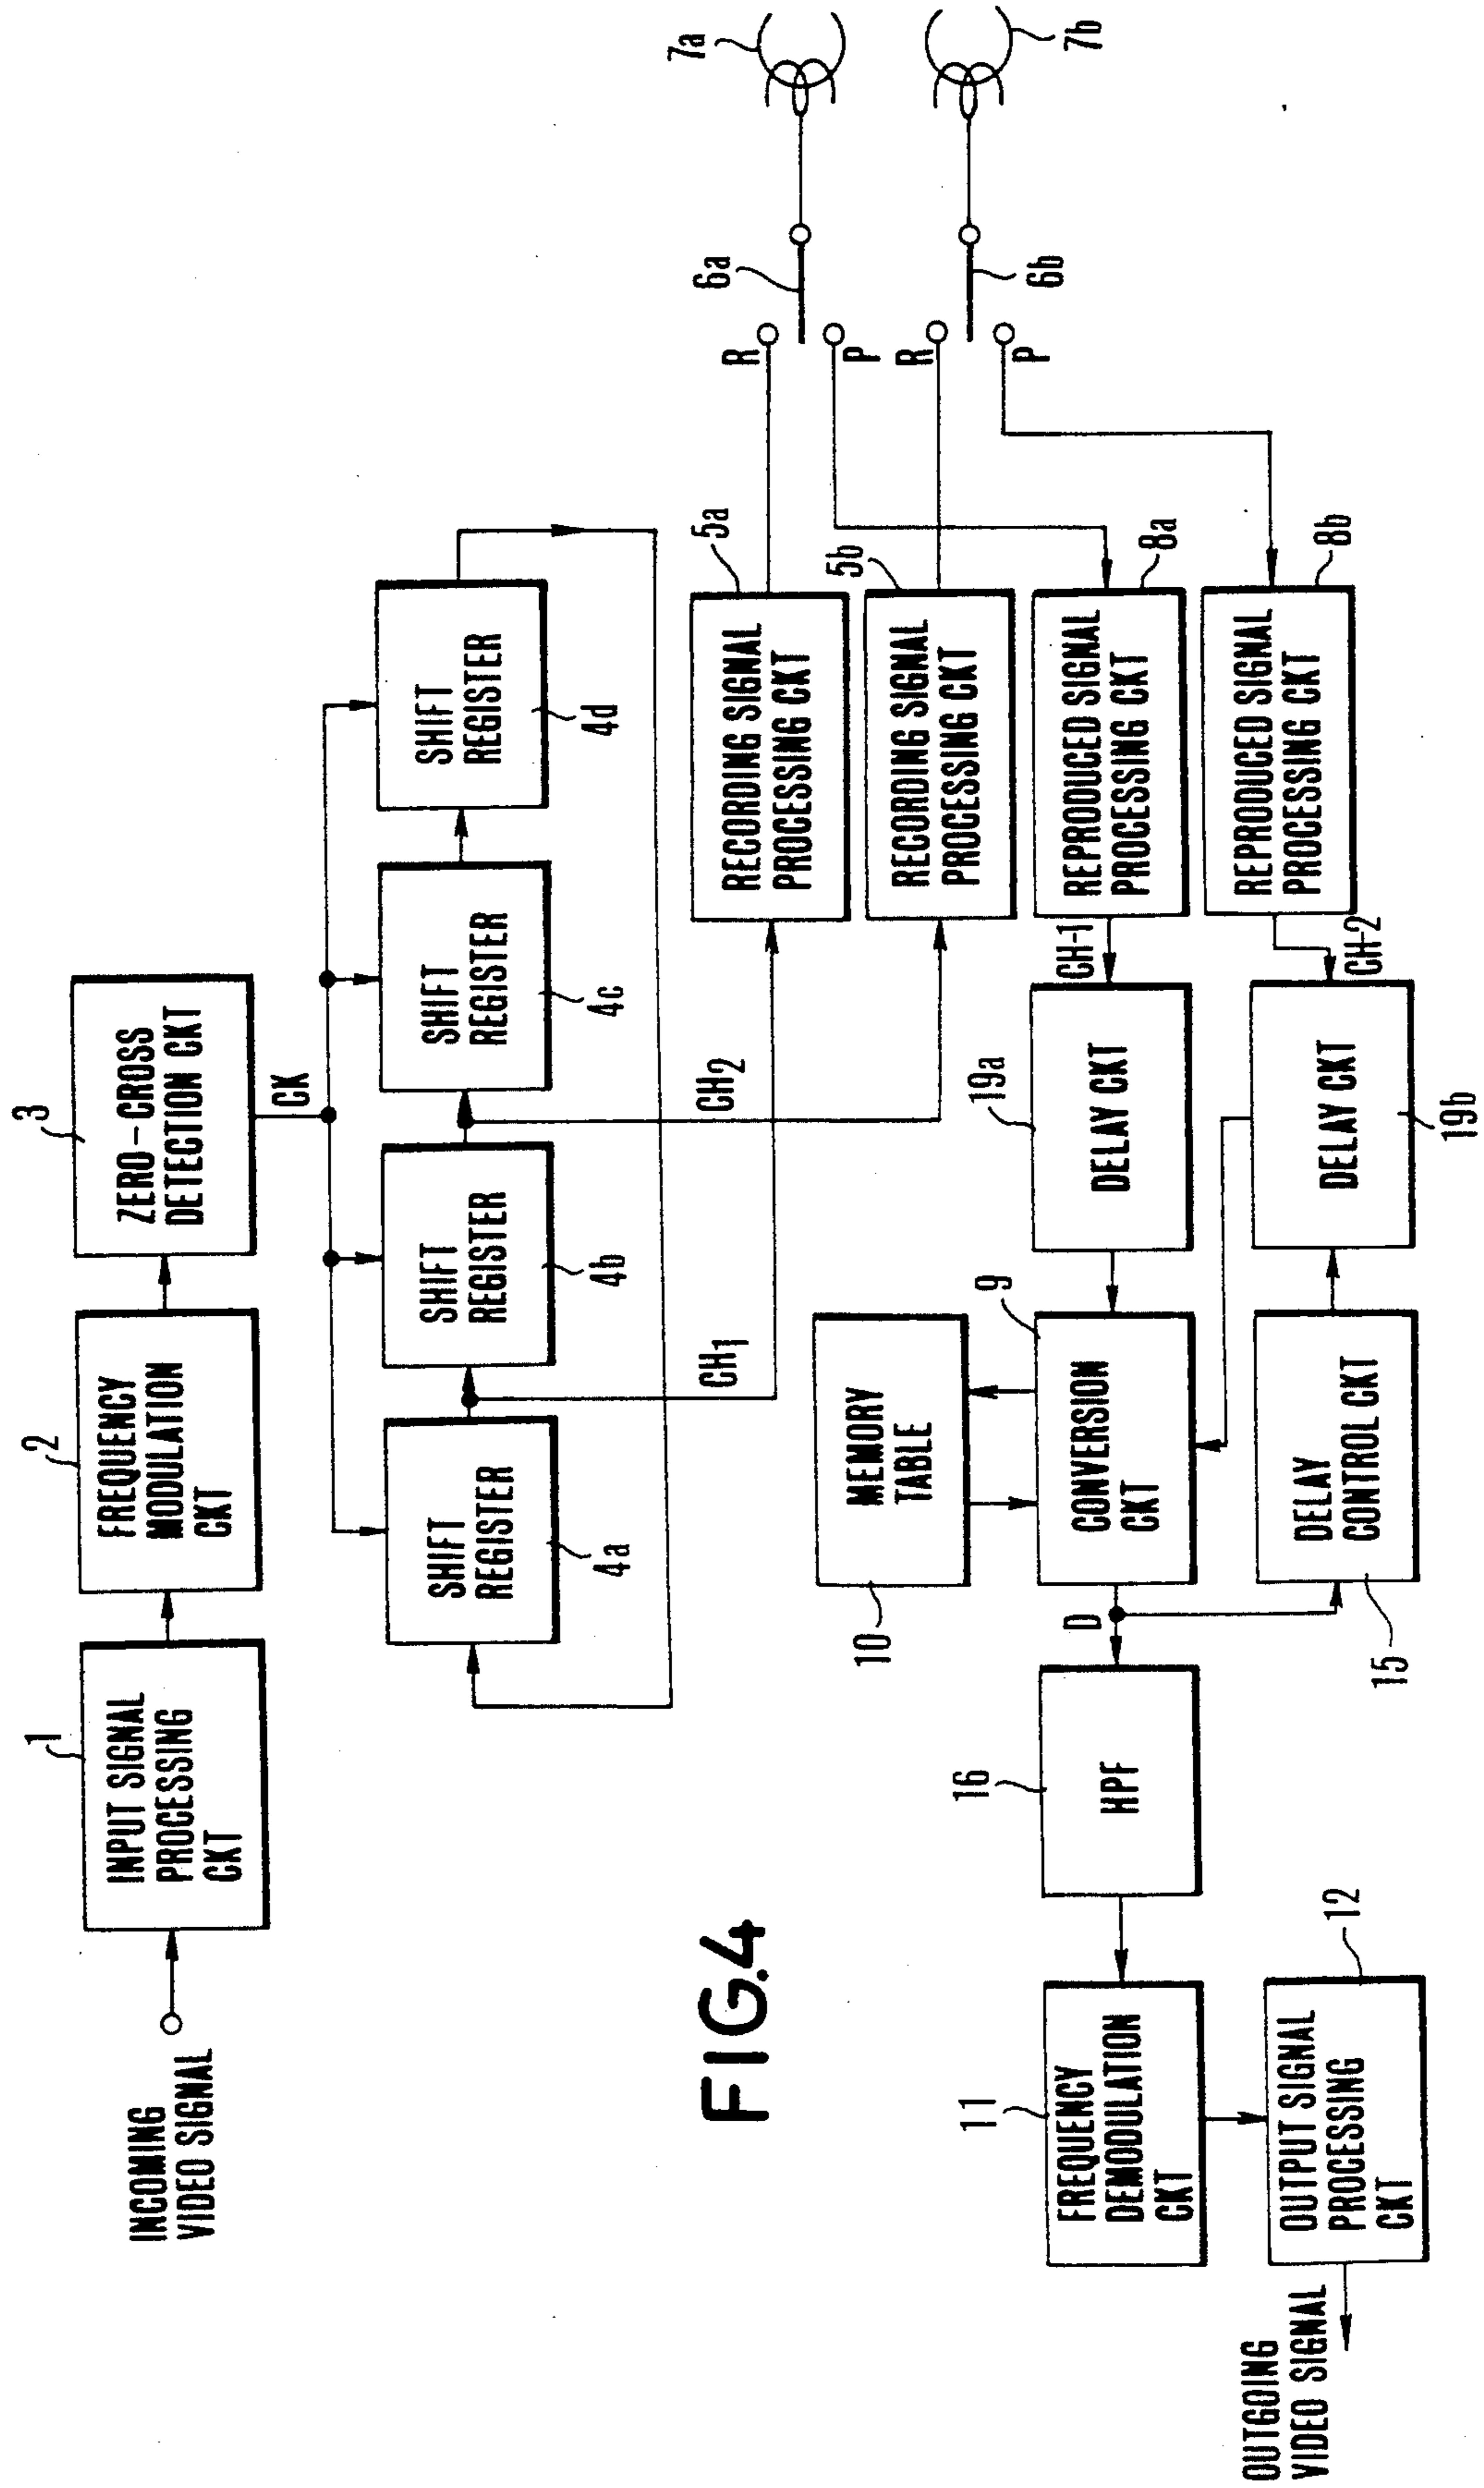 FIG.4
INCOMING
VIDEO SIGNAL
1
INPUT SIGNAL
PROCESSING
CKT
2
FREQUENCY
MODULATION
CKT
3
ZERO-CROSS
DETECTION CKT
CK
SHIFT
REGISTER
4a
SHIFT
REGISTER
4b
SHIFT
REGISTER
4c
SHIFT
REGISTER
4d
CH1
CH2
5a
RECORDING SIGNAL
PROCESSING CKT
5b
RECORDING SIGNAL
PROCESSING CKT
R
P
6a
7a
R
P
6b
7b
REPRODUCED SIGNAL
PROCESSING CKT
8a
REPRODUCED SIGNAL
PROCESSING CKT
8b
CH-1
CH-2
19a
DELAY CKT
DELAY CKT
19b
9
CONVERSION
CKT
MEMORY
TABLE
10
DELAY
CONTROL CKT
15
D
16
HPF
11
FREQUENCY
DEMODULATION
CKT
12
OUTPUT SIGNAL
PROCESSING
CKT
OUTGOING
VIDEO SIGNAL